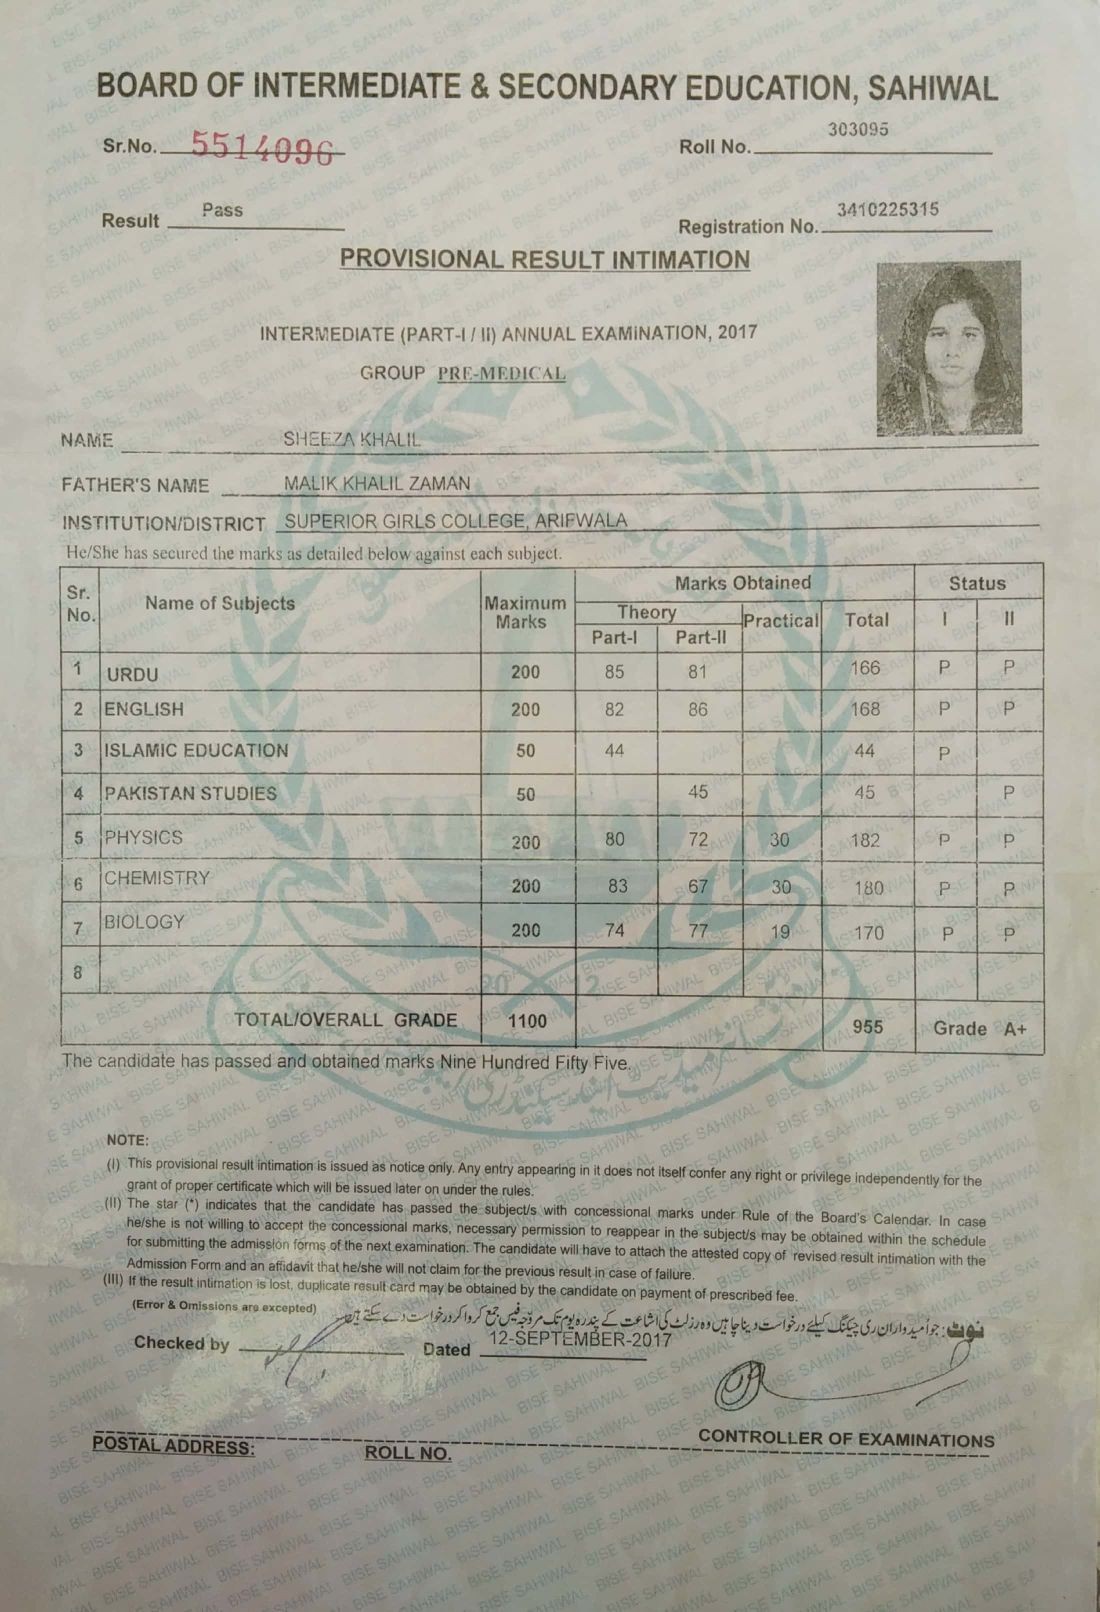 BOARD OF INTERMEDIATE & SECONDARY EDUCATION, SAHIWAL
Sr.No. 5514096 Roll No. 303095
Result Pass Registration No. 3410225315
PROVISIONAL RESULT INTIMATION
INTERMEDIATE (PART-I / II) ANNUAL EXAMINATION, 2017
GROUP PRE-MEDICAL
NAME SHEEZA KHALIL
FATHER'S NAME MALIK KHALIL ZAMAN
INSTITUTION/DISTRICT SUPERIOR GIRLS COLLEGE, ARIFWALA
He/She has secured the marks as detailed below against each subject.
Sr. No. Name of Subjects Maximum Marks Marks Obtained Status
Theory Practical Total I II
Part-I Part-II
1 URDU 200 85 81 166 P P
2 ENGLISH 200 82 86 168 P P
3 ISLAMIC EDUCATION 50 44 44 P
4 PAKISTAN STUDIES 50 45 45 P
5 PHYSICS 200 80 72 30 182 P P
6 CHEMISTRY 200 83 67 30 180 P P
7 BIOLOGY 200 74 77 19 170 P P
8
TOTAL/OVERALL GRADE 1100 955 Grade A+
The candidate has passed and obtained marks Nine Hundred Fifty Five.
NOTE:
(I) This provisional result intimation is issued as notice only. Any entry appearing in it does not itself confer any right or privilege independently for the
grant of proper certificate which will be issued later on under the rules.
(II) The star (*) indicates that the candidate has passed the subject/s with concessional marks under Rule of the Board's Calendar. In case
he/she is not willing to accept the concessional marks, necessary permission to reappear in the subject/s may be obtained within the schedule
for submitting the admission forms of the next examination. The candidate will have to attach the attested copy of revised result intimation with the
Admission Form and an affidavit that he/she will not claim for the previous result in case of failure.
(III) If the result intimation is lost, duplicate result card may be obtained by the candidate on payment of prescribed fee.
(Error & Omissions are excepted)
نوٹ: جو اُمیدواران ری چیکنگ کیلئے درخواست دینا چاہیں وہ رزلٹ کی اشاعت کے پندرہ یوم تک مروّجہ فیس جمع کروا کر درخواست دے سکتے ہیں
Checked by Dated 12-SEPTEMBER-2017
CONTROLLER OF EXAMINATIONS
POSTAL ADDRESS: ROLL NO.